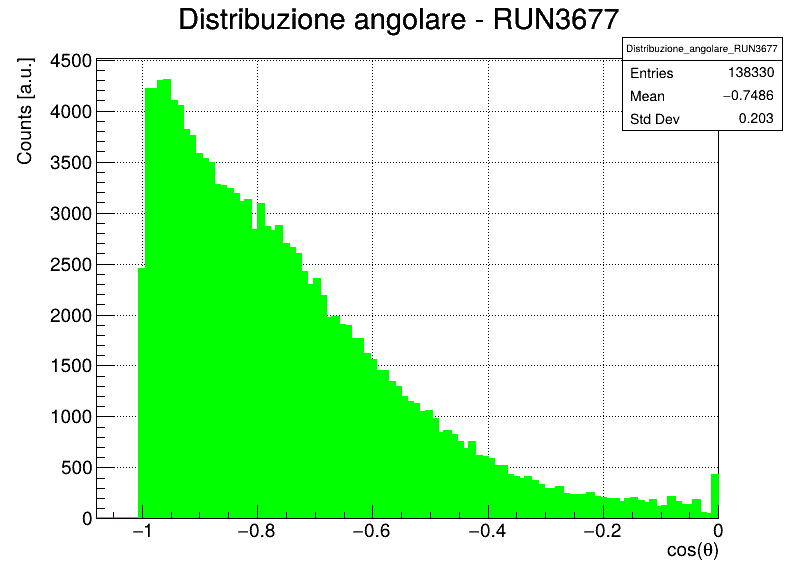 Distribuzione angolare - RUN3677
Distribuzione_angolare_RUN3677
Entries 138330
Mean −0.7486
Std Dev 0.203
Counts [a.u.]
4500
4000
3500
3000
2500
2000
1500
1000
500
0
−1 −0.8 −0.6 −0.4 −0.2 0
cos(θ)